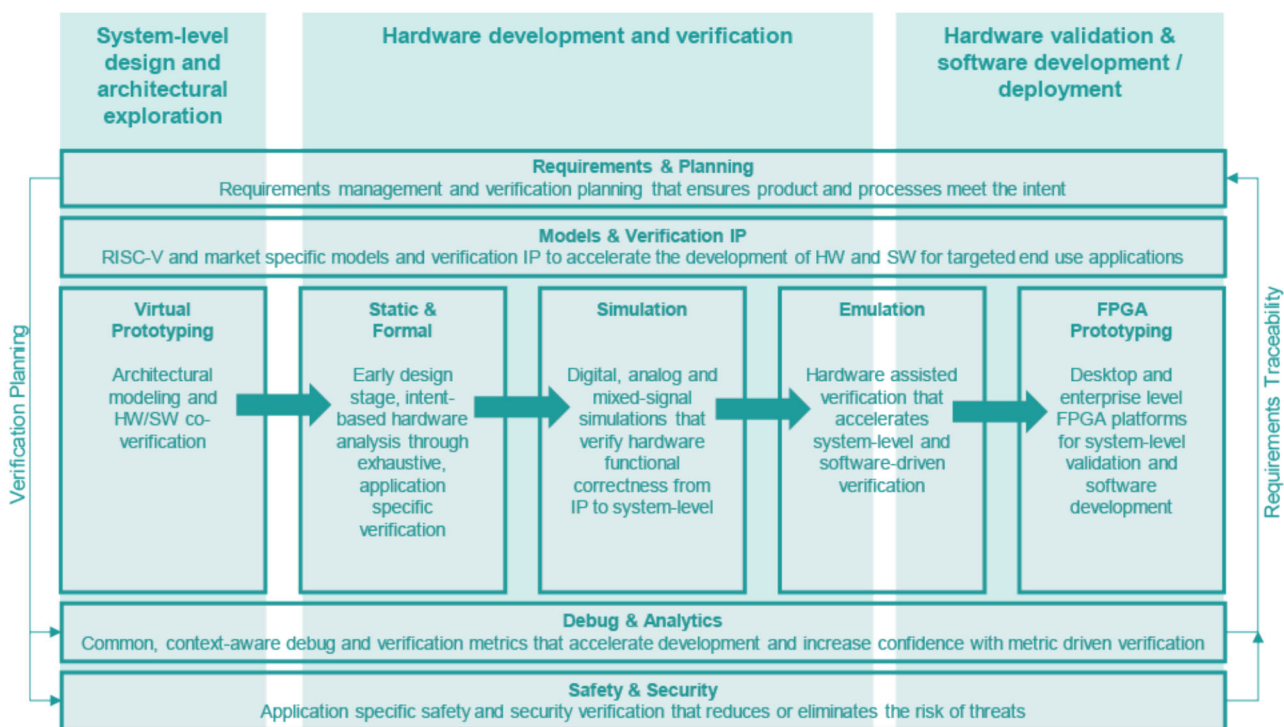 System-level
design and
architectural
exploration
Hardware development and verification
Hardware validation &
software development /
deployment
Requirements & Planning
Requirements management and verification planning that ensures product and processes meet the intent
Models & Verification IP
RISC-V and market specific models and verification IP to accelerate the development of HW and SW for targeted end use applications
Verification Planning
Virtual
Prototyping
Architectural
modeling and
HW/SW co-
verification
Static &
Formal
Early design
stage, intent-
based hardware
analysis through
exhaustive,
application
specific
verification
Simulation
Digital, analog and
mixed-signal
simulations that
verify hardware
functional
correctness from
IP to system-level
Emulation
Hardware assisted
verification that
accelerates
system-level and
software-driven
verification
FPGA
Prototyping
Desktop and
enterprise level
FPGA platforms
for system-level
validation and
software
development
Requirements Traceability
Debug & Analytics
Common, context-aware debug and verification metrics that accelerate development and increase confidence with metric driven verification
Safety & Security
Application specific safety and security verification that reduces or eliminates the risk of threats